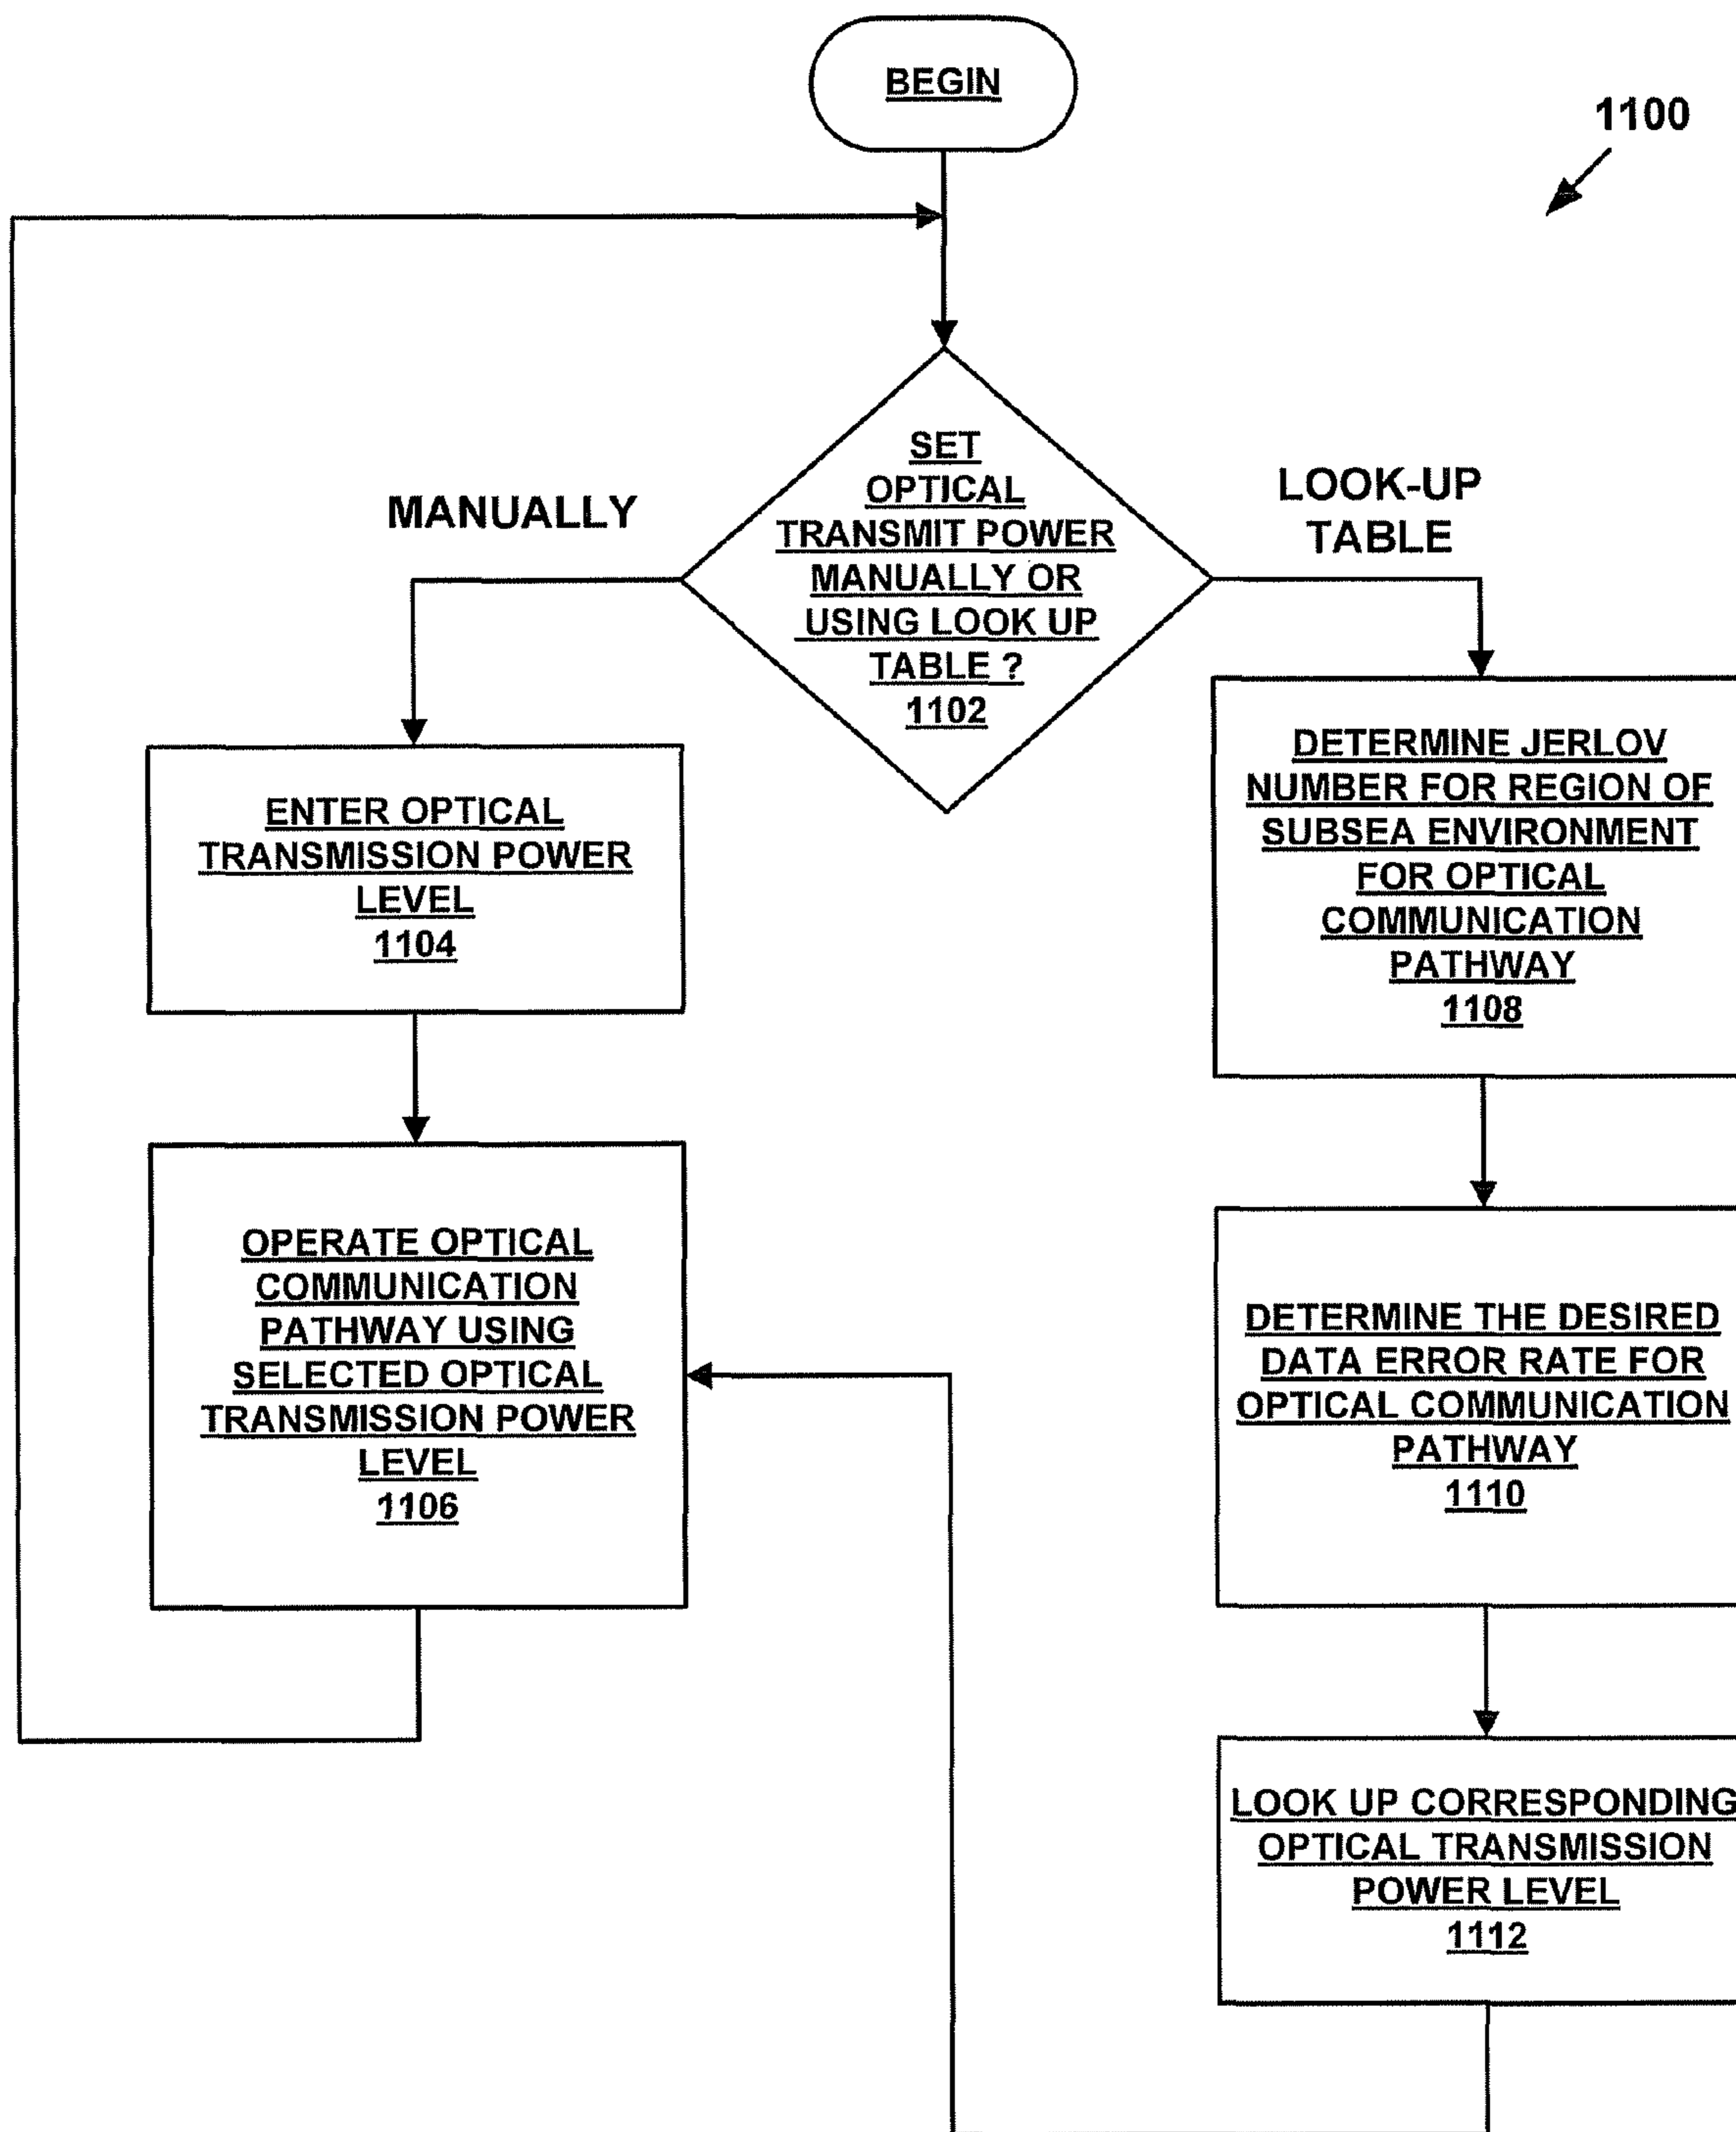 BEGIN
1100
SET
OPTICAL
TRANSMIT POWER
MANUALLY OR
USING LOOK UP
TABLE ?
1102
MANUALLY
LOOK-UP
TABLE
ENTER OPTICAL
TRANSMISSION POWER
LEVEL
1104
OPERATE OPTICAL
COMMUNICATION
PATHWAY USING
SELECTED OPTICAL
TRANSMISSION POWER
LEVEL
1106
DETERMINE JERLOV
NUMBER FOR REGION OF
SUBSEA ENVIRONMENT
FOR OPTICAL
COMMUNICATION
PATHWAY
1108
DETERMINE THE DESIRED
DATA ERROR RATE FOR
OPTICAL COMMUNICATION
PATHWAY
1110
LOOK UP CORRESPONDING
OPTICAL TRANSMISSION
POWER LEVEL
1112